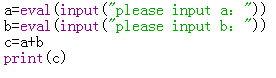 a=eval(input("please input a："))
b=eval(input("please input b："))
c=a+b
print(c)